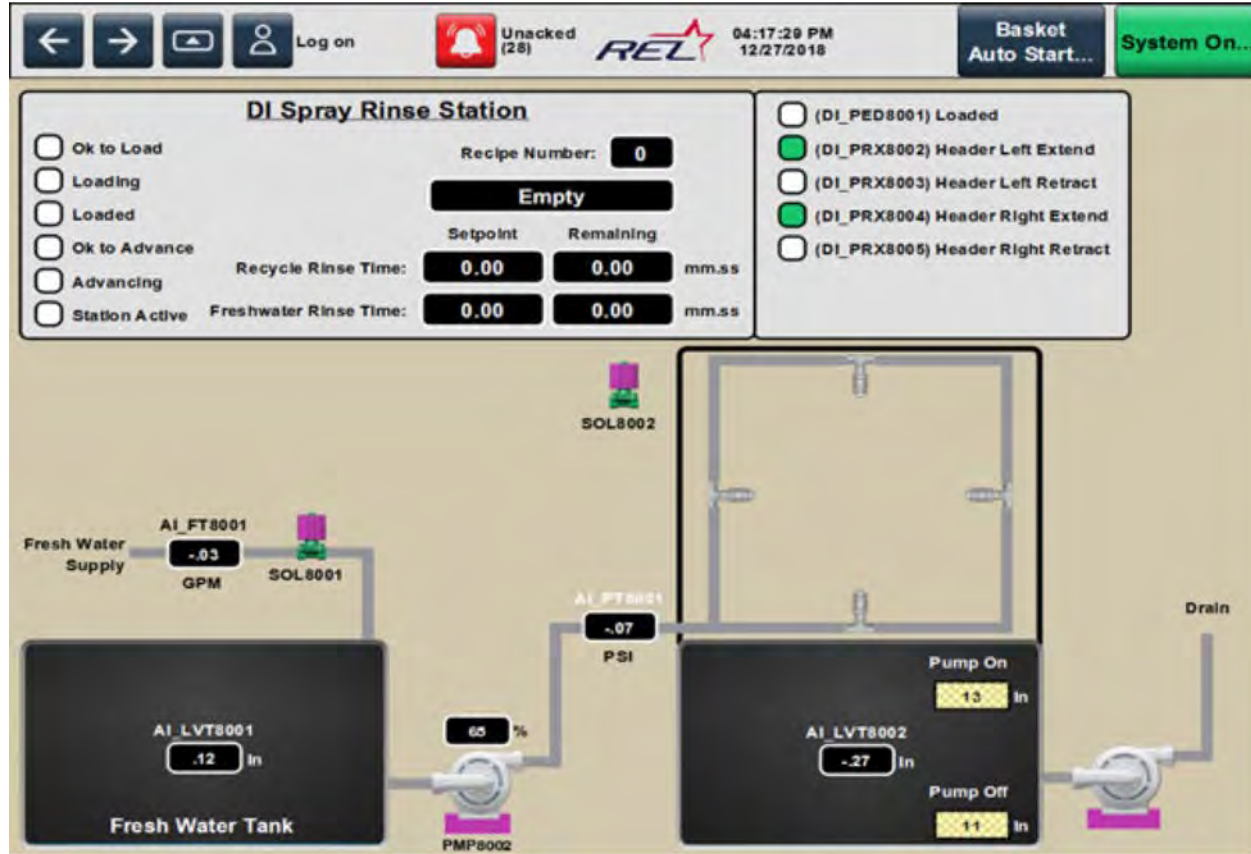 Log on
Unacked
(28)
REL
04:17:29 PM
12/27/2018
Basket
Auto Start...
System On...
DI Spray Rinse Station
Ok to Load
Loading
Loaded
Ok to Advance
Advancing
Station Active
Recipe Number: 0
Empty
Setpoint Remaining
Recycle Rinse Time: 0.00 0.00 mm.ss
Freshwater Rinse Time: 0.00 0.00 mm.ss
(DI_PED8001) Loaded
(DI_PRX8002) Header Left Extend
(DI_PRX8003) Header Left Retract
(DI_PRX8004) Header Right Extend
(DI_PRX8005) Header Right Retract
SOL8002
AI_FT8001
Fresh Water
Supply
-.03
GPM
SOL8001
AI_PT8001
-.07
PSI
Drain
Pump On
13 In
AI_LVT8001
.12 In
65 %
AI_LVT8002
-.27 In
Pump Off
11 In
Fresh Water Tank
PMP8002